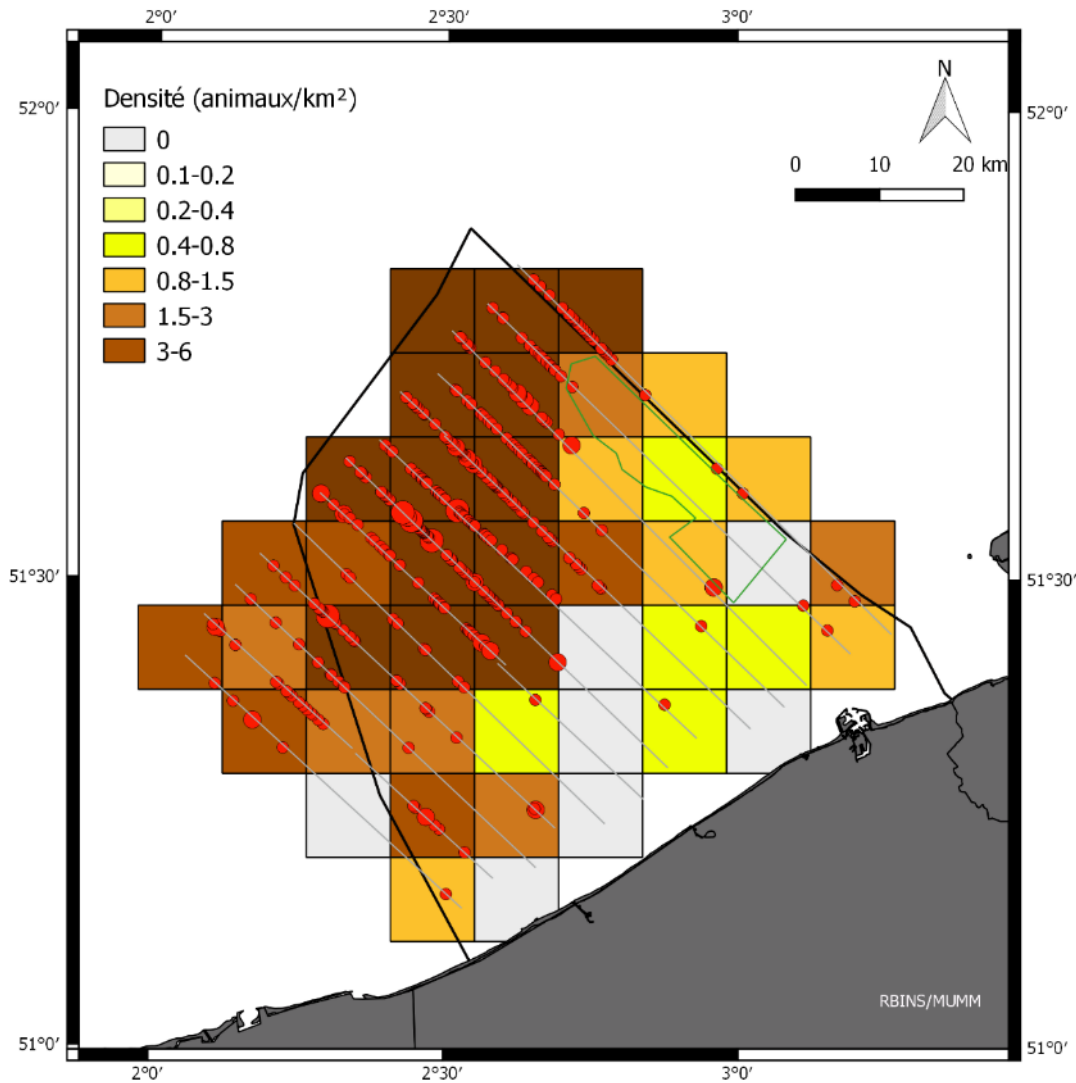 2°0’ 2°30’ 3°0’
N
52°0’ 52°0’
Densité (animaux/km²)
0
0.1-0.2
0.2-0.4
0.4-0.8
0.8-1.5
1.5-3
3-6
0 10 20 km
51°30’ 51°30’
RBINS/MUMM
51°0’ 51°0’
2°0’ 2°30’ 3°0’